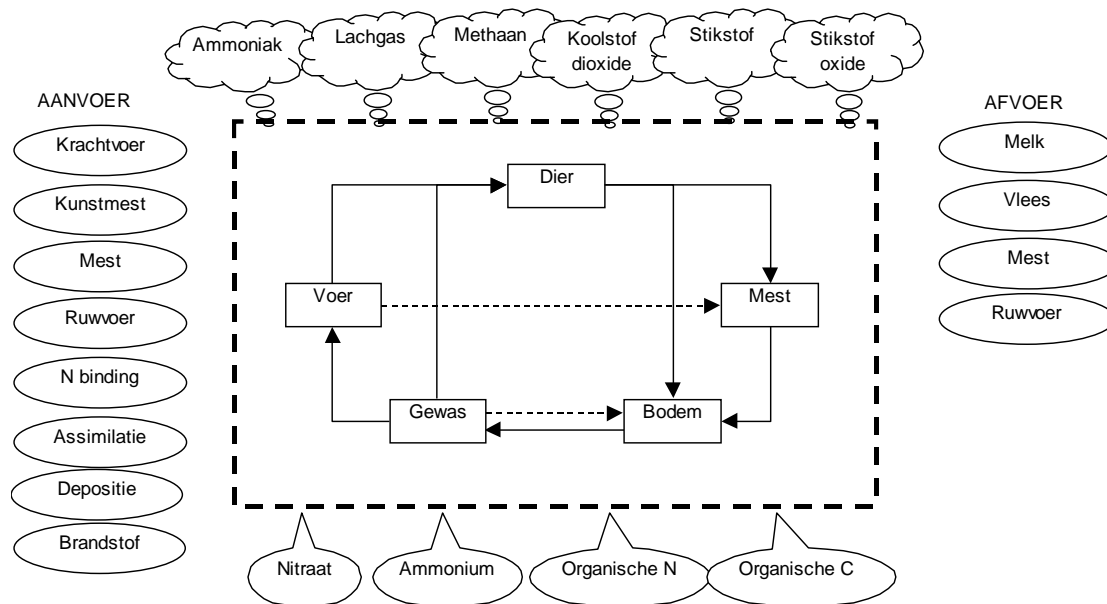 Ammoniak
Lachgas
Methaan
Koolstof
dioxide
Stikstof
Stikstof
oxide
AANVOER
Krachtvoer
Kunstmest
Mest
Ruwvoer
N binding
Assimilatie
Depositie
Brandstof
Dier
Voer
Mest
Gewas
Bodem
AFVOER
Melk
Vlees
Mest
Ruwvoer
Nitraat
Ammonium
Organische N
Organische C